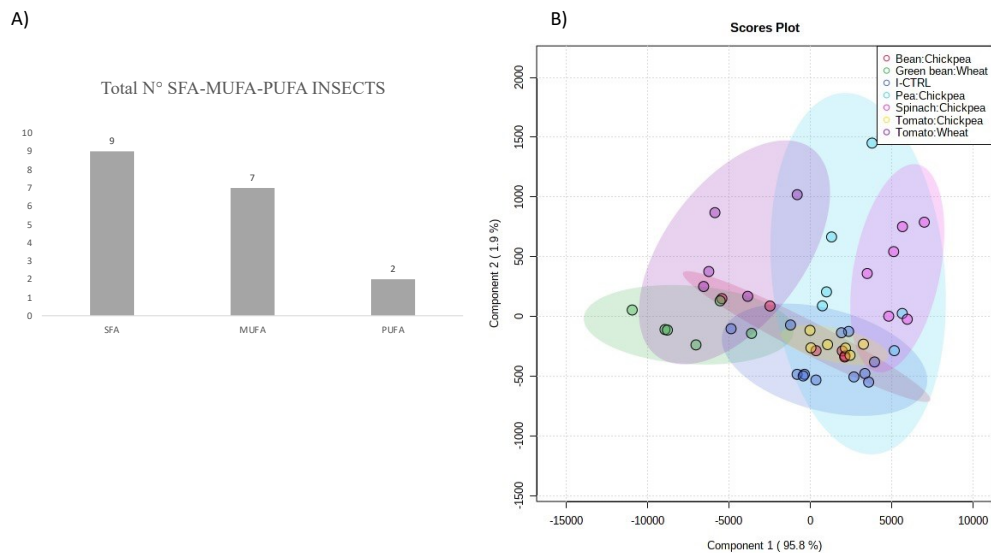 A)
Total N° SFA-MUFA-PUFA INSECTS
10
9
8
7
6
5
4
3
2
1
0
9
7
2
SFA
MUFA
PUFA
B)
Scores Plot
Bean:Chickpea
Green bean:Wheat
I-CTRL
Pea:Chickpea
Spinach:Chickpea
Tomato:Chickpea
Tomato:Wheat
Component 2 ( 1.9 %)
2000
1500
1000
500
0
-500
-1000
-1500
-15000
-10000
-5000
0
5000
10000
Component 1 ( 95.8 %)